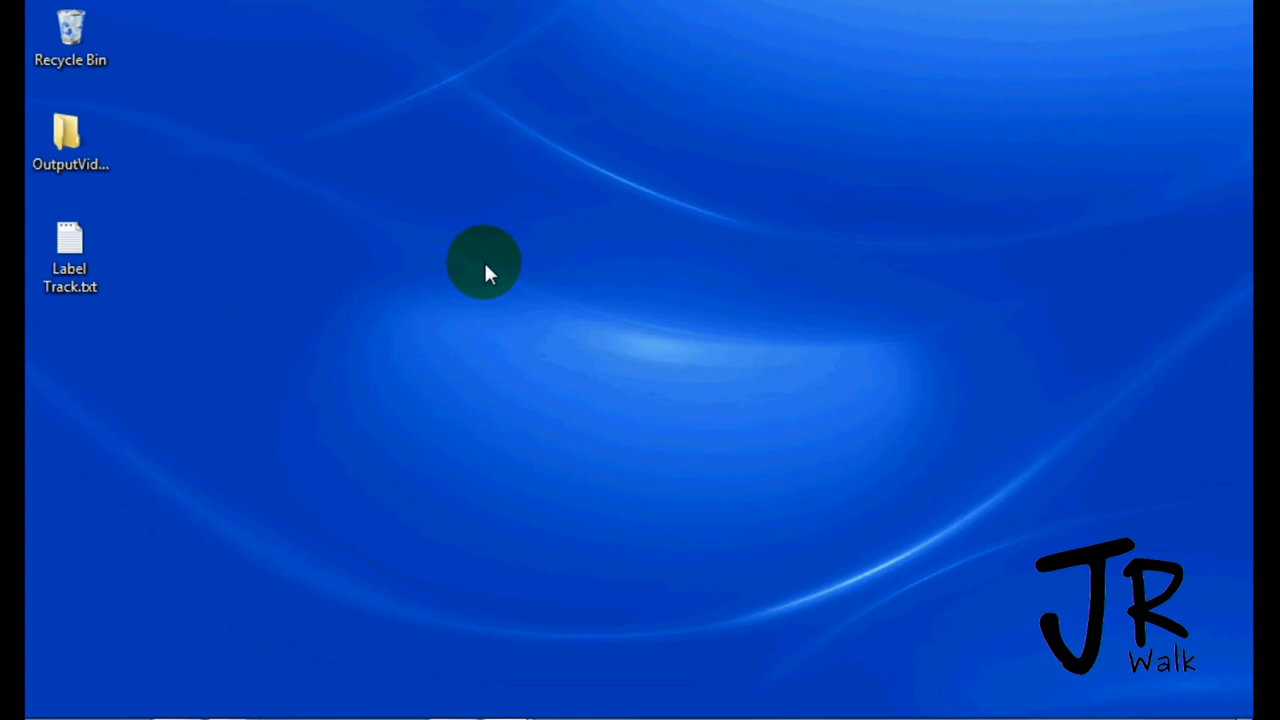 Recycle Bin
OutputVid...
Label
Track.txt
JR
Walk